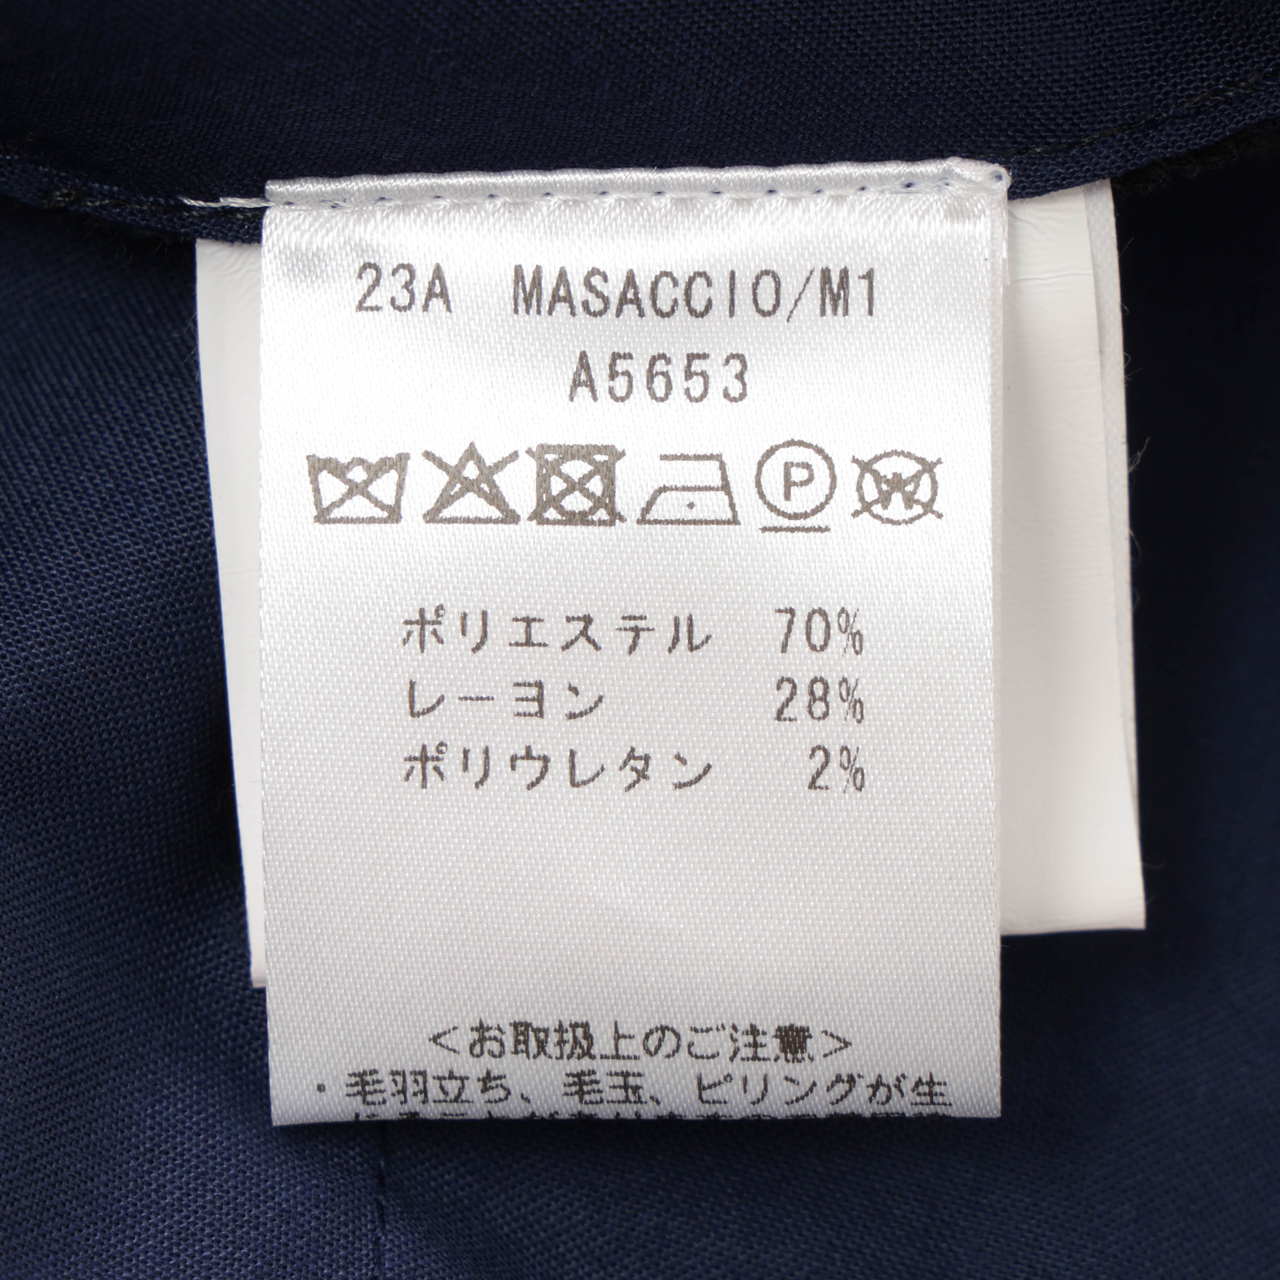 23A MASACCIO/M1
A5653
P W
ポリエステル 70%
レーヨン 28%
ポリウレタン 2%
<お取扱上のご注意>
・毛羽立ち、毛玉、ピリングが生